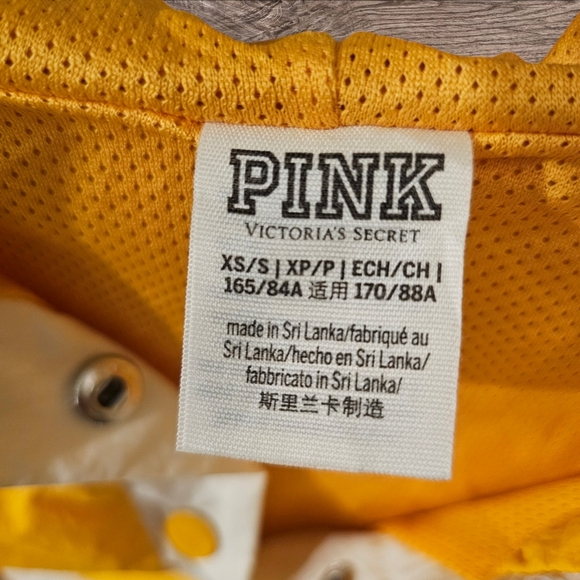 PINK
VICTORIA'S SECRET
XS/S | XP/P | ECH/CH |
165/84A 适用 170/88A
made in Sri Lanka/fabriqué au
Sri Lanka/hecho en Sri Lanka/
fabbricato in Sri Lanka/
斯里兰卡制造